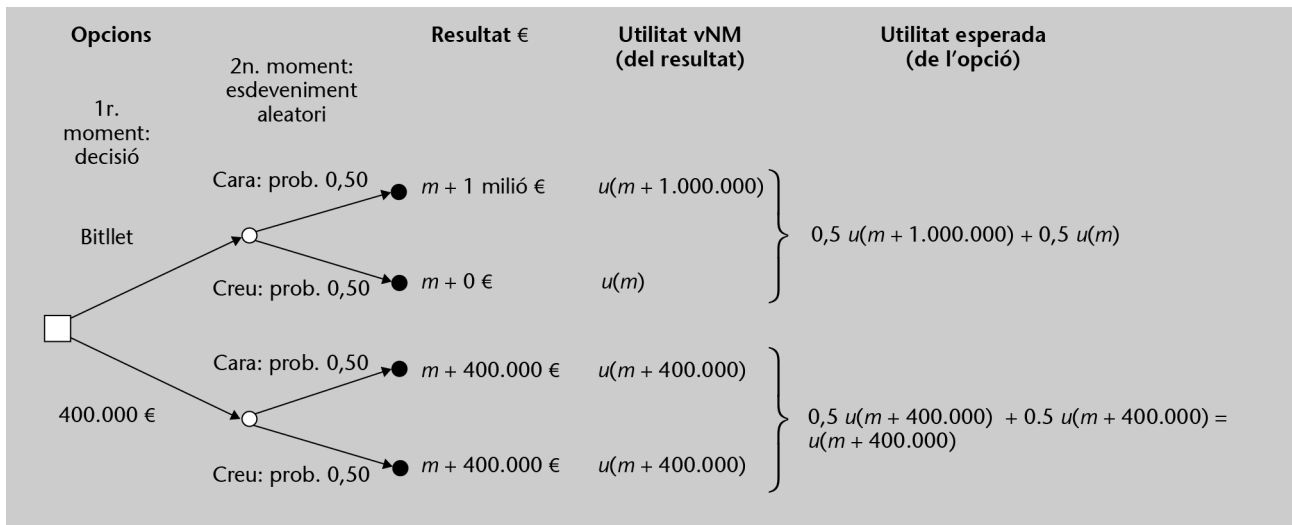 Opcions
Resultat €
Utilitat vNM
(del resultat)
Utilitat esperada
(de l'opció)
2n. moment:
esdeveniment
aleatori
1r.
moment:
decisió
Cara: prob. 0,50
m + 1 milió €
u(m + 1.000.000)
Bitllet
0,5 u(m + 1.000.000) + 0,5 u(m)
Creu: prob. 0,50
m + 0 €
u(m)
Cara: prob. 0,50
m + 400.000 €
u(m + 400.000)
400.000 €
0,5 u(m + 400.000) + 0.5 u(m + 400.000) =
u(m + 400.000)
Creu: prob. 0,50
m + 400.000 €
u(m + 400.000)